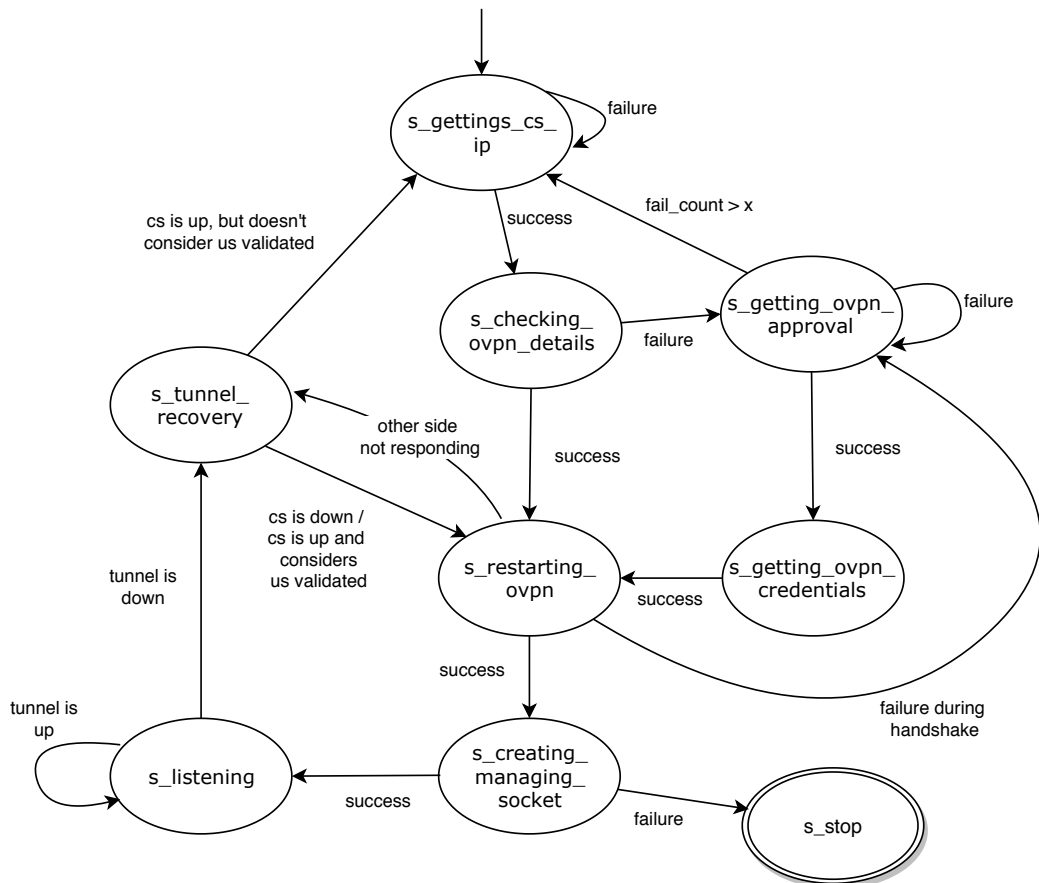 s_gettings_cs_
ip
failure
success
fail_count > x
cs is up, but doesn't
consider us validated
s_checking_
ovpn_details
failure
s_getting_ovpn_
approval
failure
s_tunnel_
recovery
other side
not responding
success
success
cs is down /
cs is up and
considers
us validated
s_restarting_
ovpn
success
s_getting_ovpn_
credentials
tunnel is
down
success
failure during
handshake
tunnel is
up
s_listening
success
s_creating_
managing_
socket
failure
s_stop